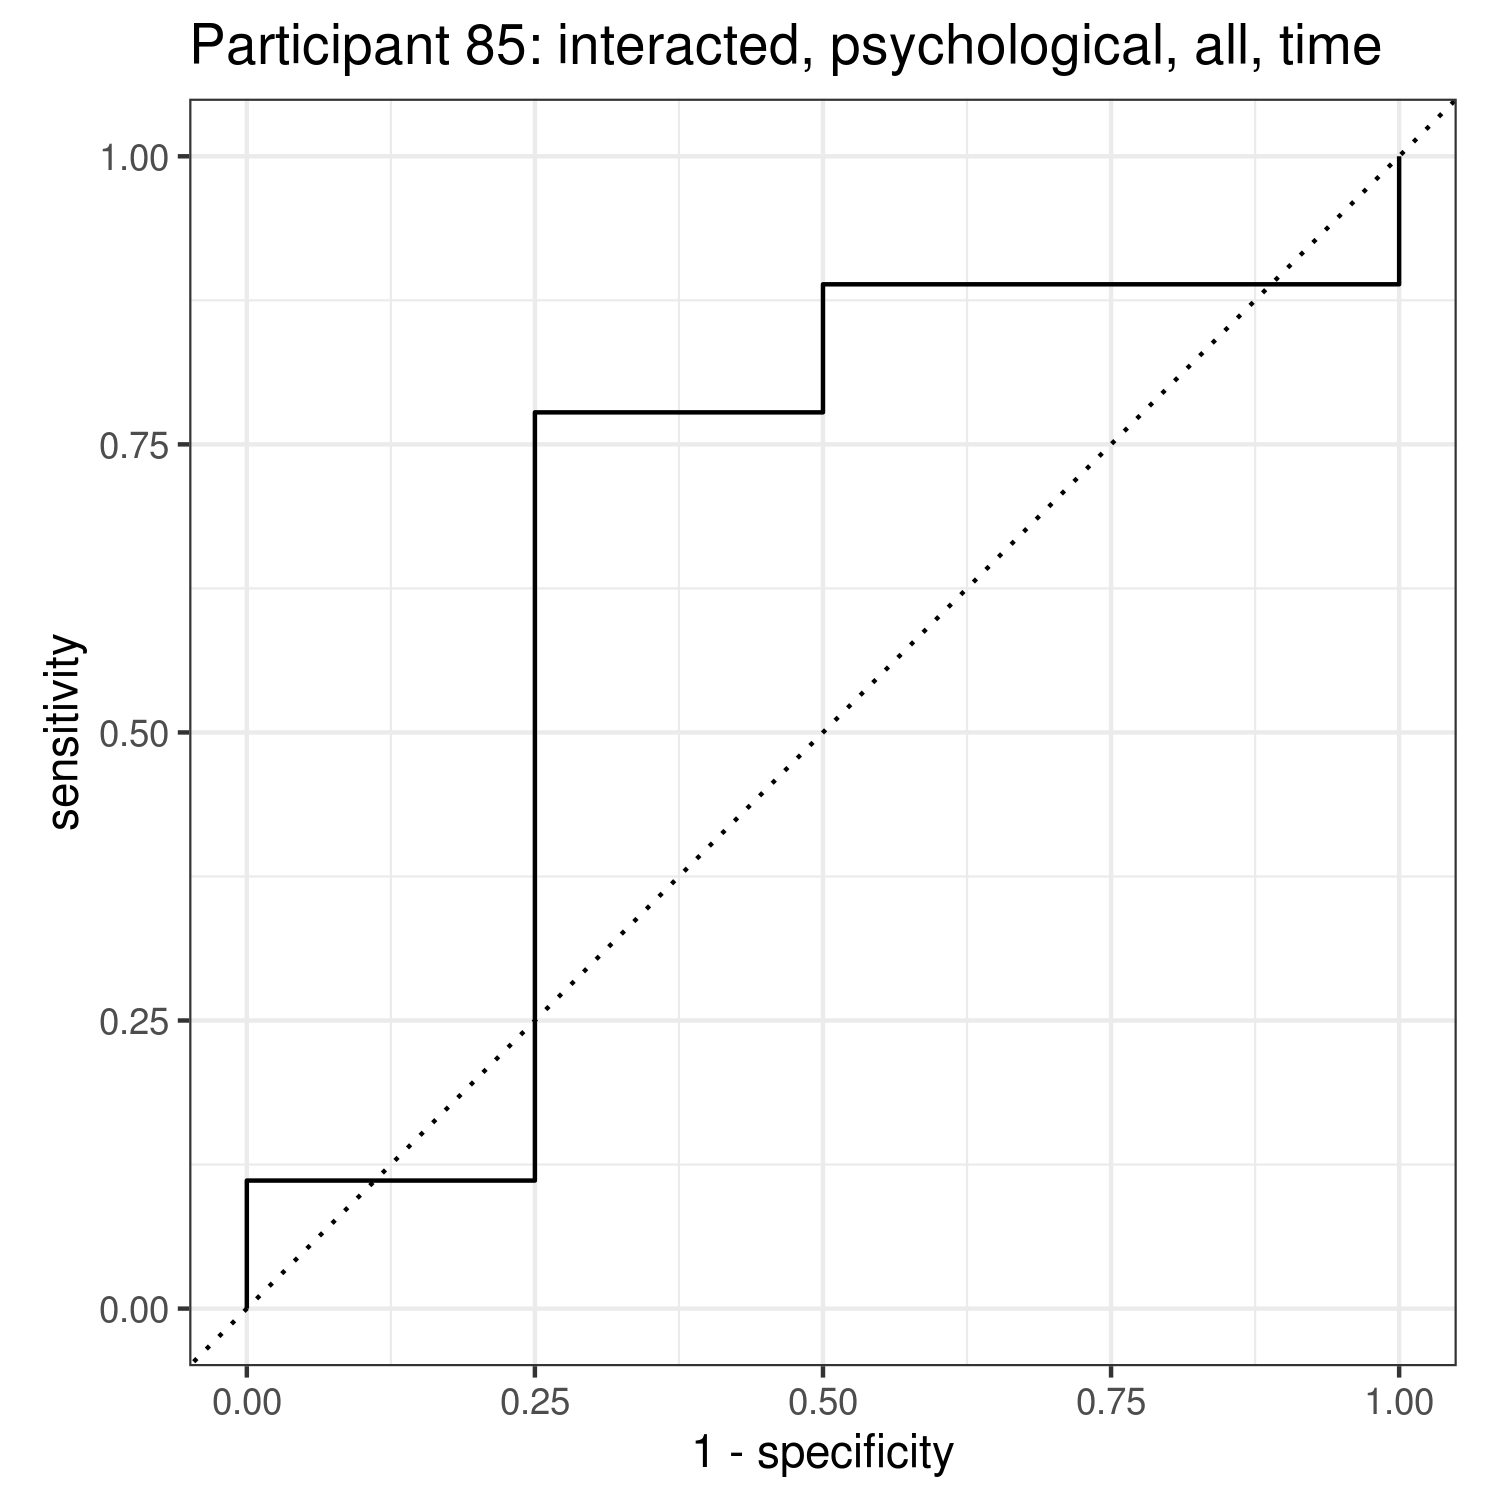 Participant 85: interacted, psychological, all, time
1.00
0.75
0.50
0.25
0.00
sensitivity
0.00 0.25 0.50 0.75 1.00
1 - specificity